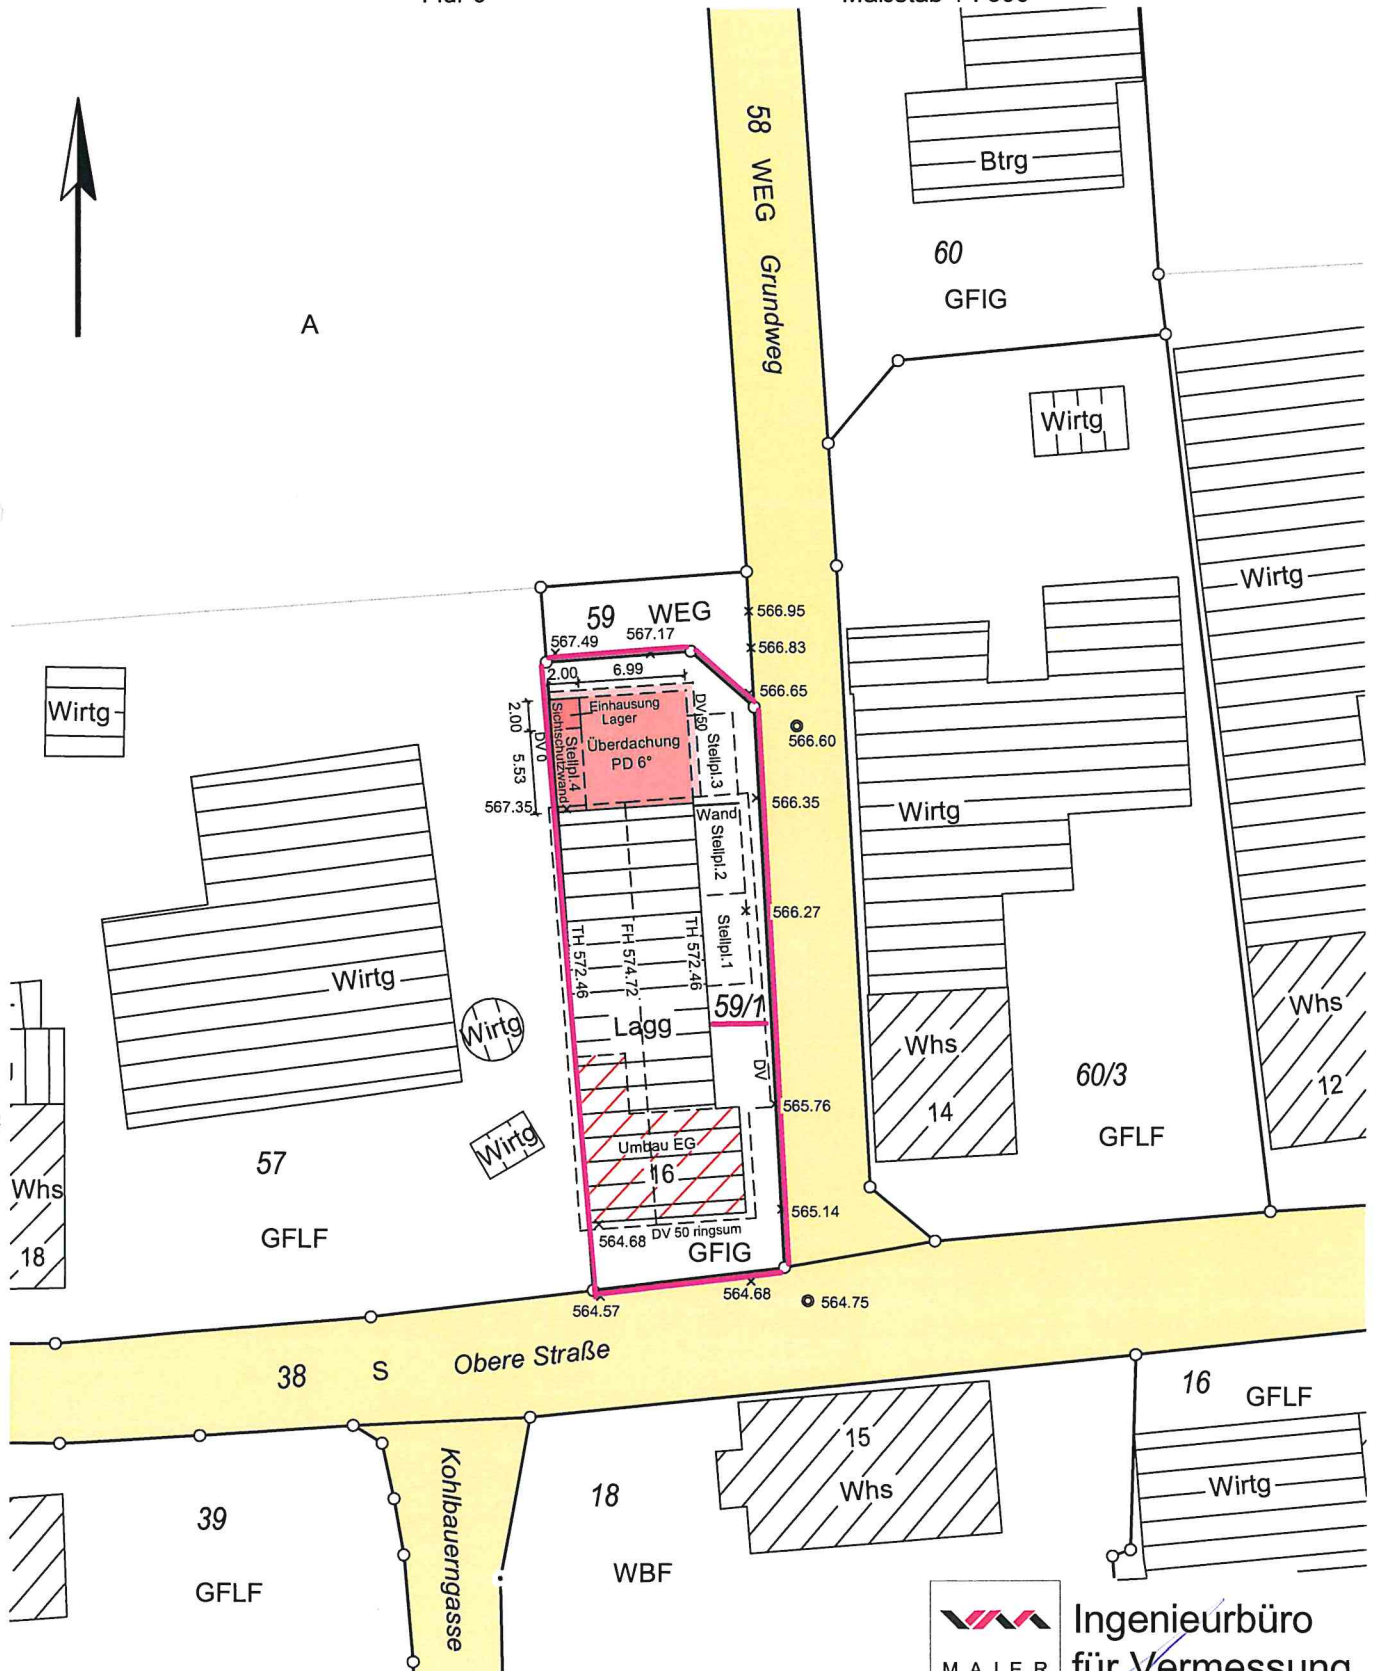 58 WEG Grundweg
Btrg
60
GFIG
A
Wirtg
Wirtg
59 WEG
566.95
567.49
567.17
566.83
2.00
6.99
566.65
Wirtg
2.00
5.53
DV 0
Sichtschutzwand
Stellpl.4
Einhausung
Lager
Überdachung
PD 6°
DV 50
Stellpl.3
566.60
567.35
566.35
Wand
Stellpl.2
Wirtg
566.27
Stellpl.1
TH 572.46
FH 574.72
TH 572.46
Wirtg
59/1
Lagg
Wirtg
Whs
14
Whs
12
60/3
GFLF
DV
565.76
Wirtg
Umbau EG
16
57
GFLF
Whs
18
565.14
564.68
DV 50 ringsum
GFIG
564.57
564.68
564.75
38 S Obere Straße
Kohlbauerngasse
16 GFLF
15
Whs
Wirtg
39
GFLF
18
WBF
MAIER
Ingenieurbüro
für Vermessung